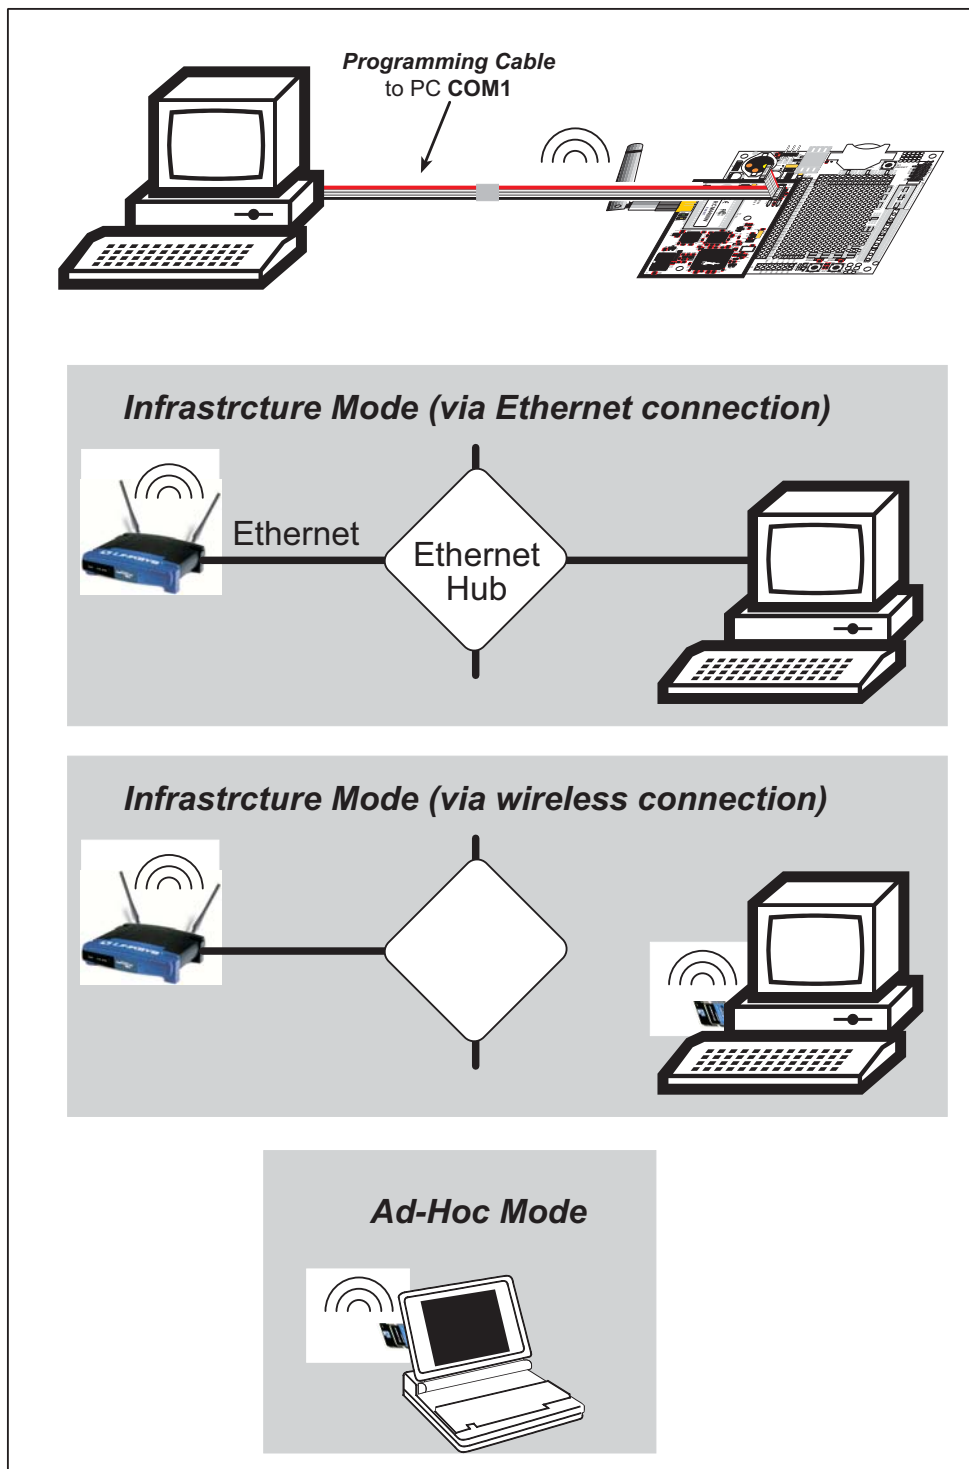 Programming Cable
to PC COM1
Infrastrcture Mode (via Ethernet connection)
Ethernet
Ethernet
Hub
Infrastrcture Mode (via wireless connection)
Ad-Hoc Mode